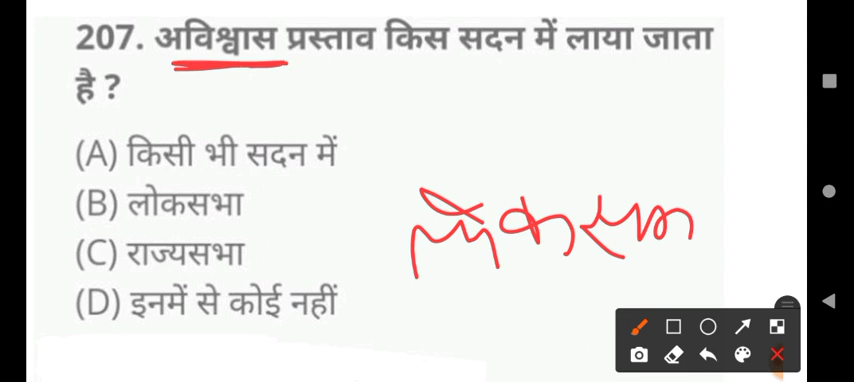 207. अविश्वास प्रस्ताव किस सदन में लाया जाता
है ?
(A) किसी भी सदन में
(B) लोकसभा
(C) राज्यसभा
(D) इनमें से कोई नहीं
लोकसभा